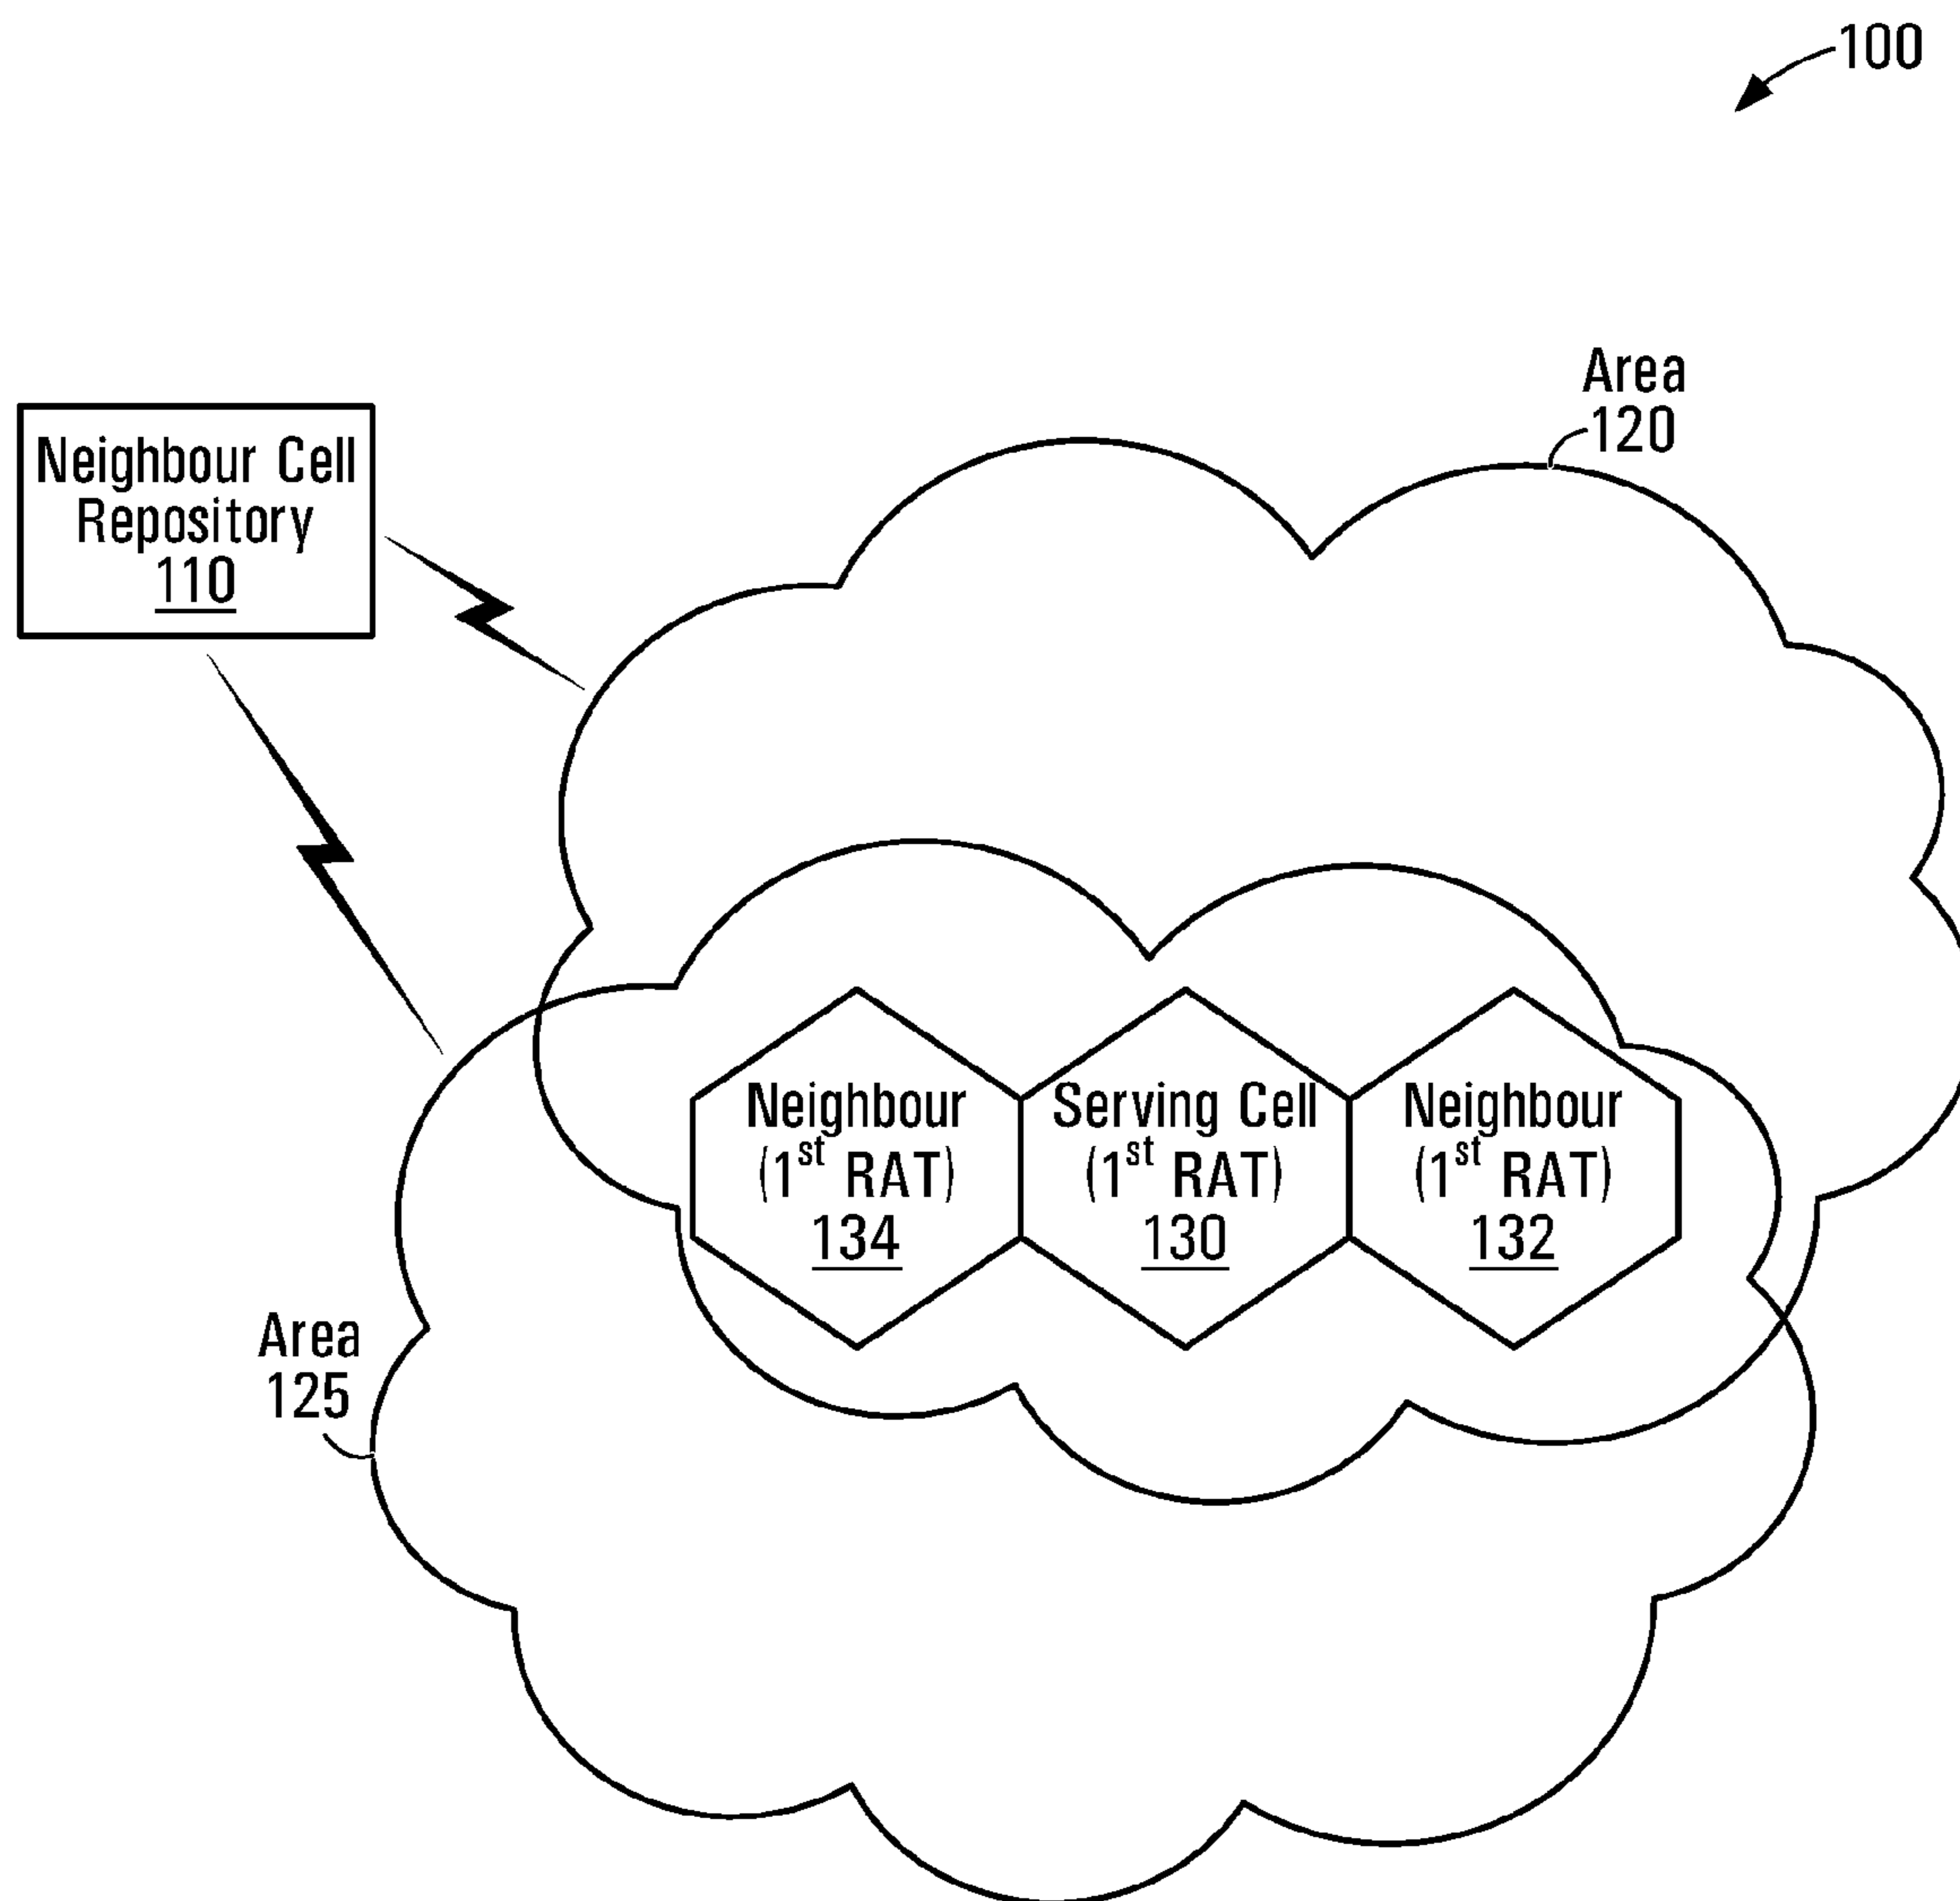 100
Area
120
Neighbour Cell
Repository
110
Neighbour
(1st RAT)
134
Serving Cell
(1st RAT)
130
Neighbour
(1st RAT)
132
Area
125